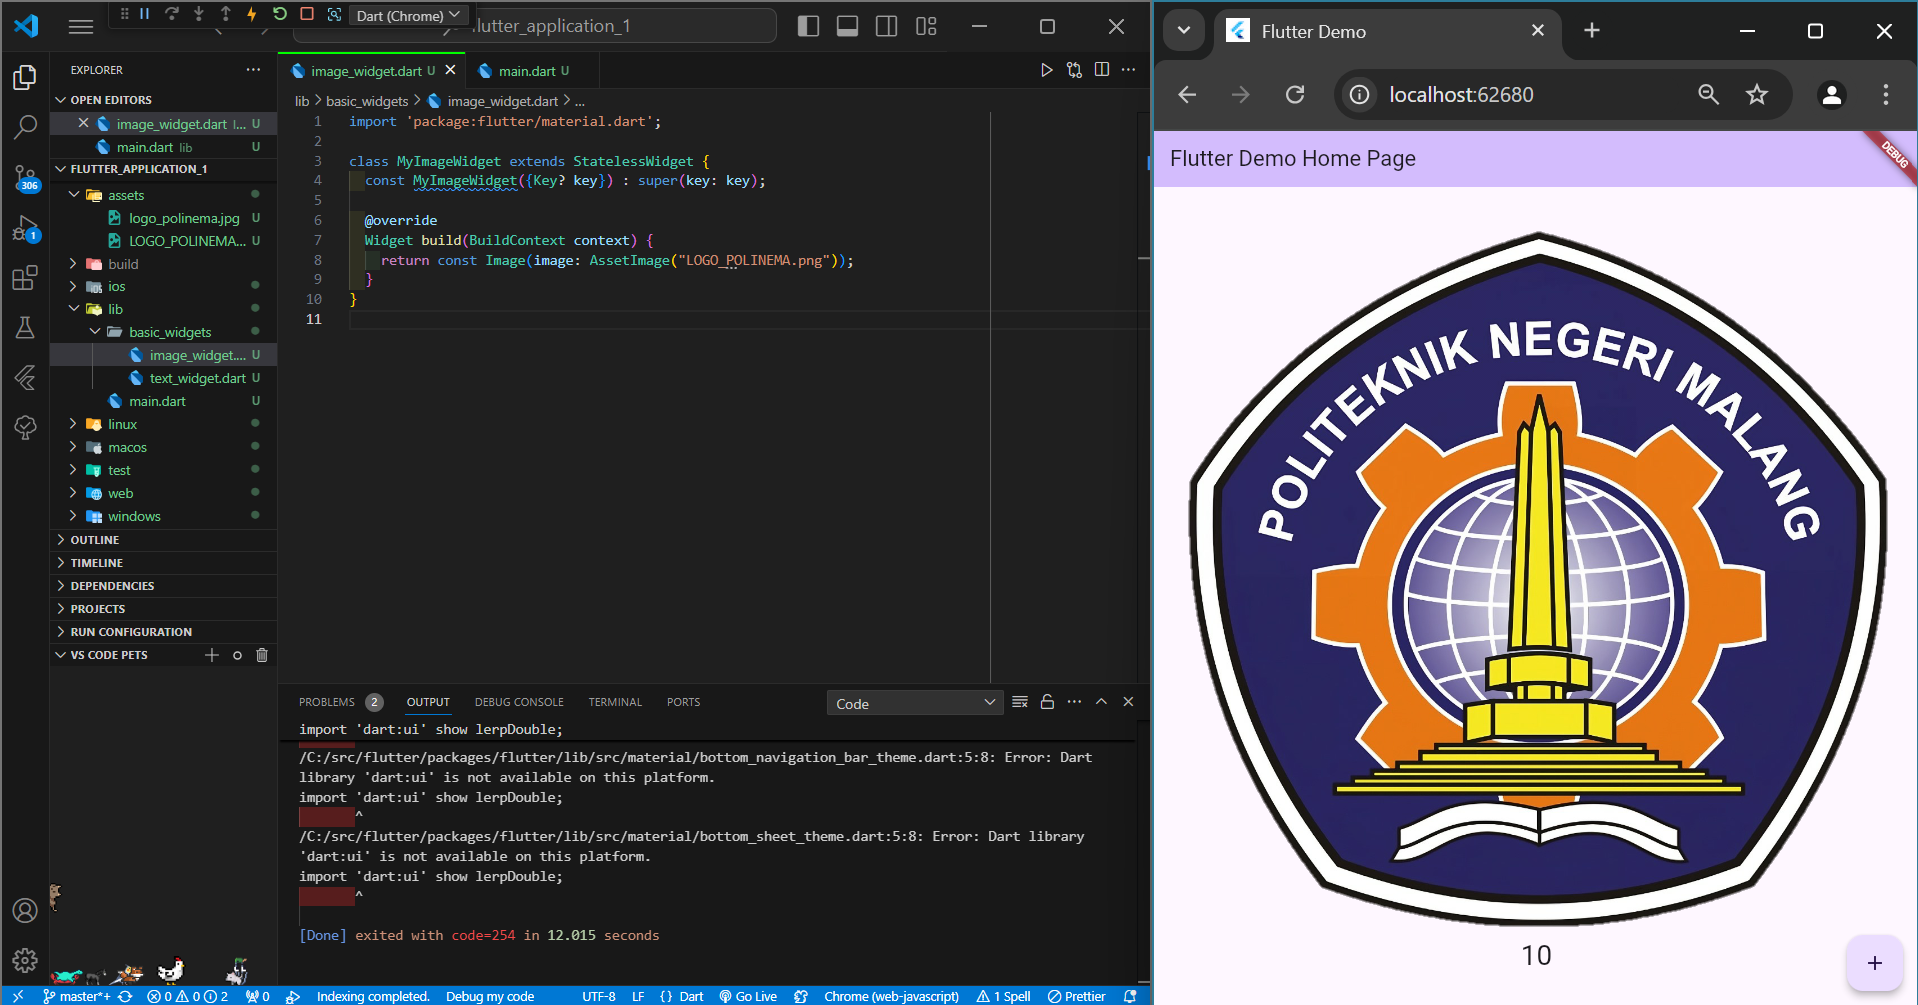 Dart (Chrome)
flutter_application_1
EXPLORER
OPEN EDITORS
image_widget.dart l... U
main.dart lib U
FLUTTER_APPLICATION_1
assets
logo_polinema.jpg U
LOGO_POLINEMA... U
build
ios
lib
basic_widgets
image_widget.... U
text_widget.dart U
main.dart U
linux
macos
test
web
windows
OUTLINE
TIMELINE
DEPENDENCIES
PROJECTS
RUN CONFIGURATION
VS CODE PETS
306
1
image_widget.dart U
main.dart U
lib > basic_widgets > image_widget.dart > ...
1 import 'package:flutter/material.dart';
2
3 class MyImageWidget extends StatelessWidget {
4 const MyImageWidget({Key? key}) : super(key: key);
5
6 @override
7 Widget build(BuildContext context) {
8 return const Image(image: AssetImage("LOGO_POLINEMA.png"));
9 }
10 }
11
PROBLEMS 2 OUTPUT DEBUG CONSOLE TERMINAL PORTS Code
import 'dart:ui' show lerpDouble;
/C:/src/flutter/packages/flutter/lib/src/material/bottom_navigation_bar_theme.dart:5:8: Error: Dart
library 'dart:ui' is not available on this platform.
import 'dart:ui' show lerpDouble;
^
/C:/src/flutter/packages/flutter/lib/src/material/bottom_sheet_theme.dart:5:8: Error: Dart library
'dart:ui' is not available on this platform.
import 'dart:ui' show lerpDouble;
^
[Done] exited with code=254 in 12.015 seconds
master*+ 0 0 2 0 Indexing completed. Debug my code UTF-8 LF {} Dart Go Live Chrome (web-javascript) 1 Spell Prettier
Flutter Demo
localhost:62680
Flutter Demo Home Page
DEBUG
POLITEKNIK NEGERI MALANG
10
+